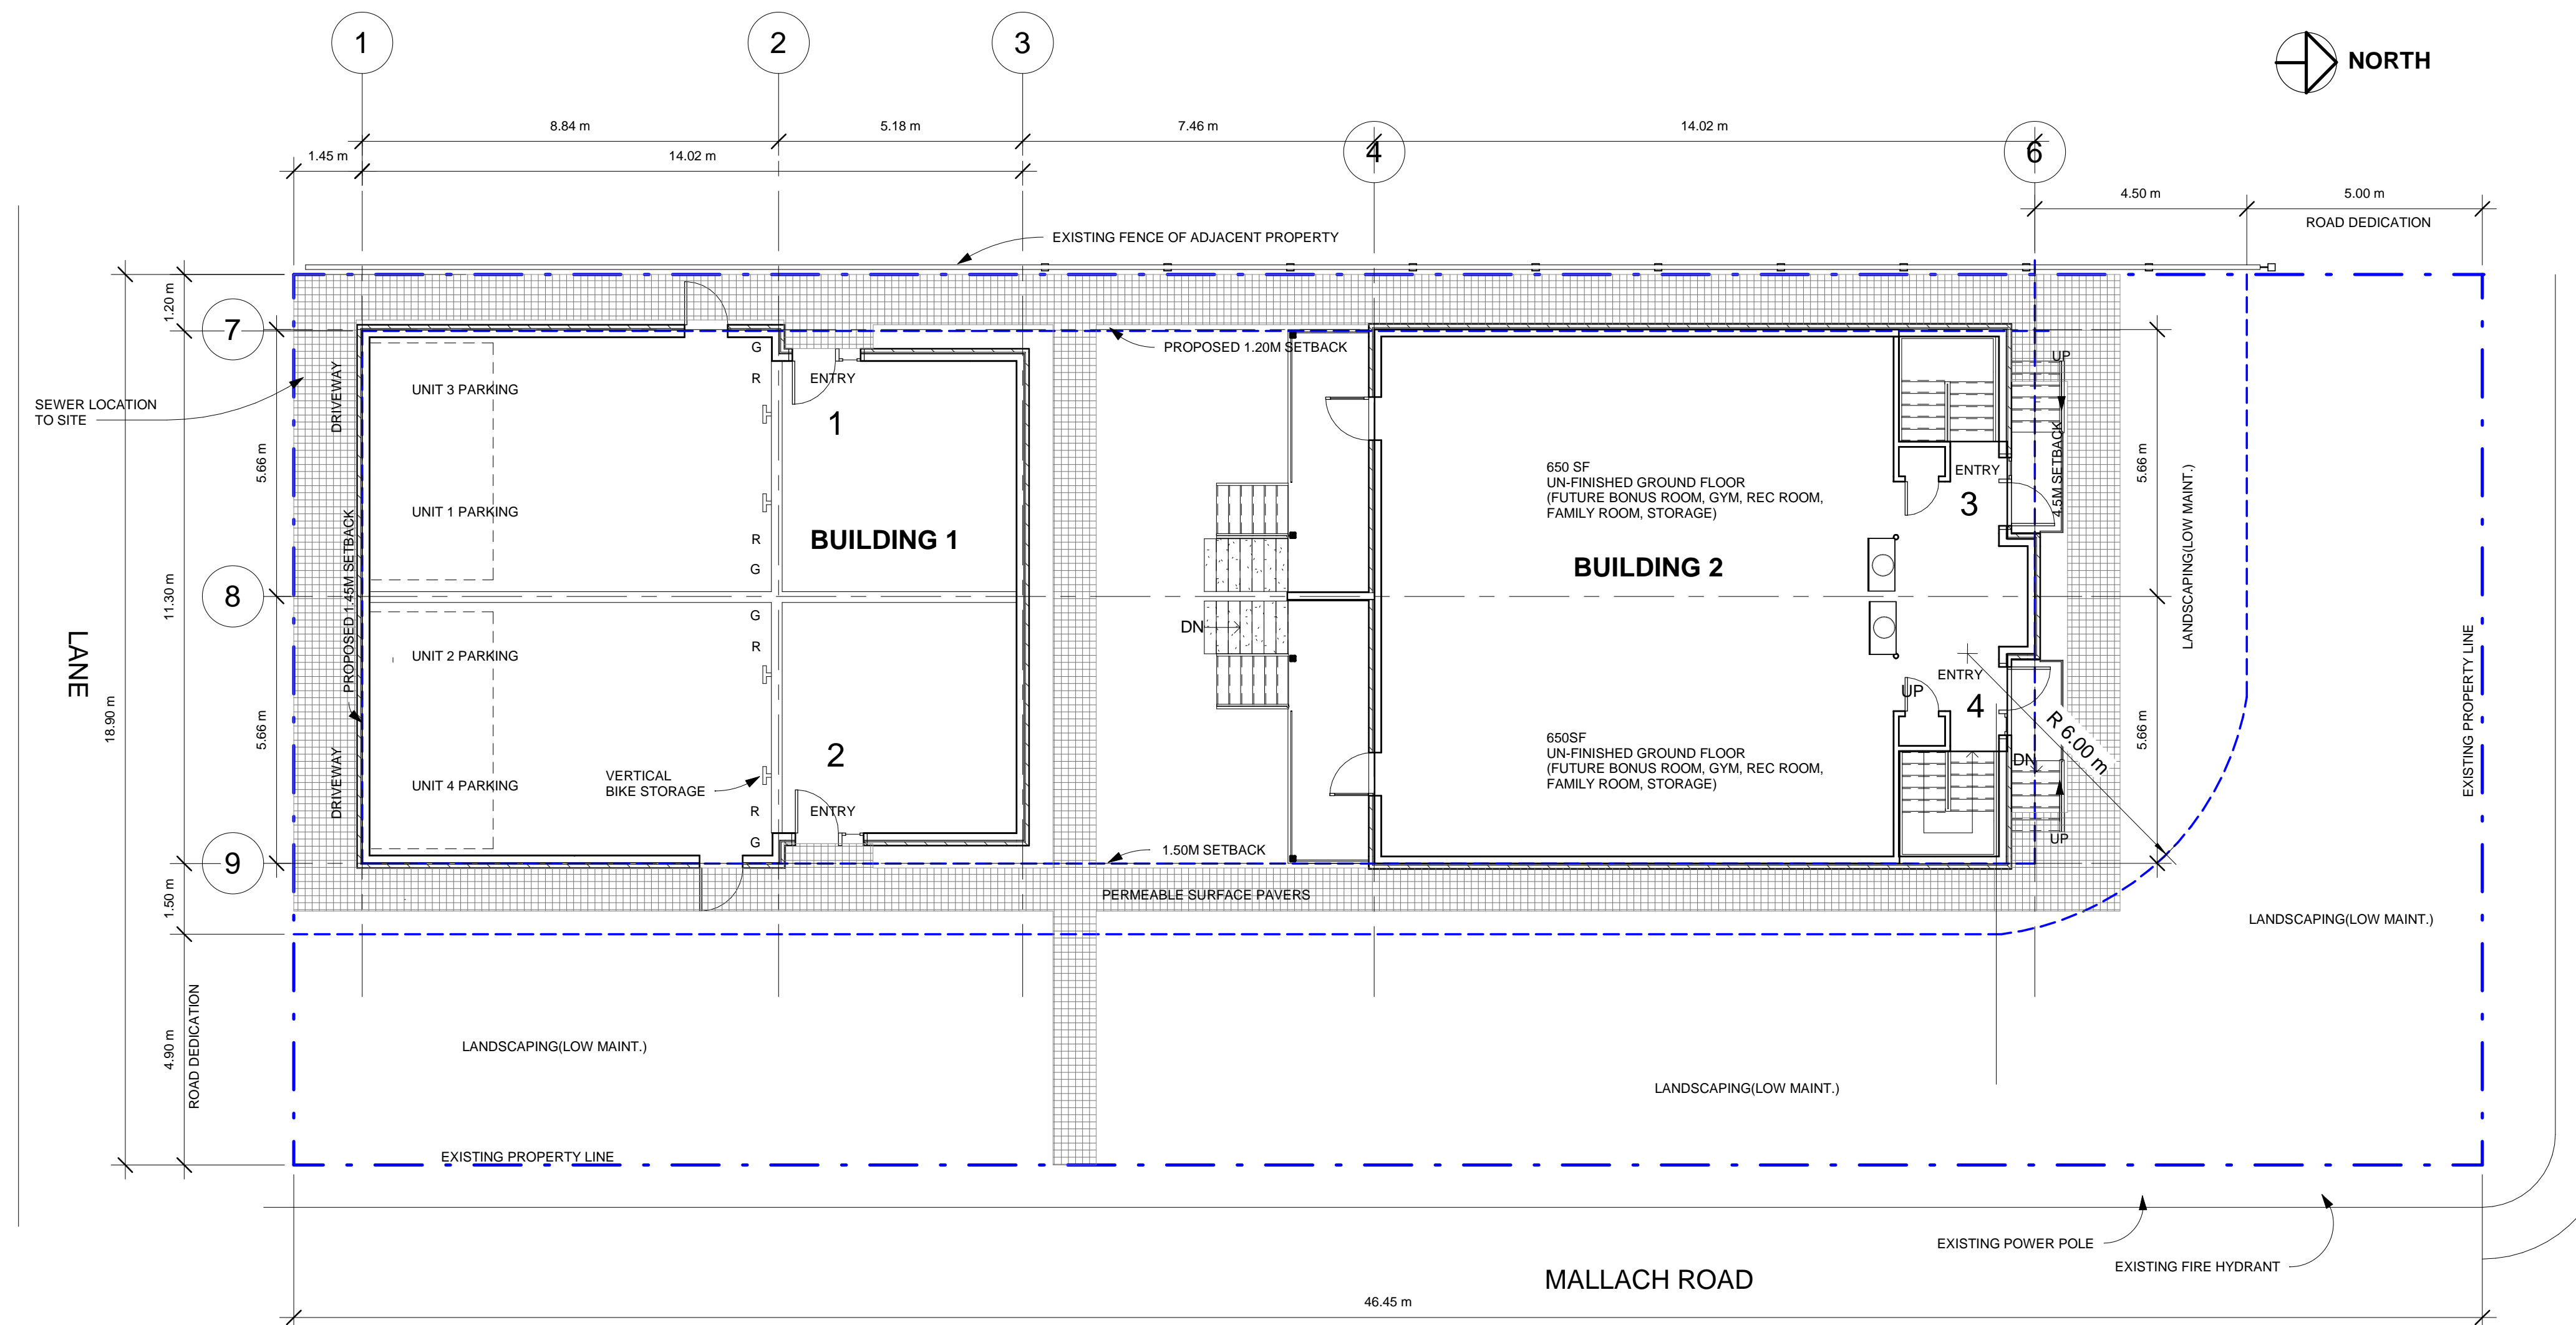 1
2
3
NORTH
8.84 m
5.18 m
7.46 m
14.02 m
1.45 m
14.02 m
4
6
4.50 m
5.00 m
ROAD DEDICATION
EXISTING FENCE OF ADJACENT PROPERTY
1.20 m
7
PROPOSED 1.20M SETBACK
G
R
ENTRY
1
UNIT 3 PARKING
DRIVEWAY
SEWER LOCATION
TO SITE
5.66 m
UNIT 1 PARKING
R
G
BUILDING 1
PROPOSED 1.45M SETBACK
650 SF
UN-FINISHED GROUND FLOOR
(FUTURE BONUS ROOM, GYM, REC ROOM,
FAMILY ROOM, STORAGE)
BUILDING 2
UP
4.5M SETBACK
ENTRY
3
5.66 m
LANDSCAPING(LOW MAINT.)
8
11.30 m
LANE
18.90 m
G
R
UNIT 2 PARKING
DN
ENTRY
UP
4
R 6.00 m
5.66 m
EXISTING PROPERTY LINE
5.66 m
DRIVEWAY
UNIT 4 PARKING
VERTICAL
BIKE STORAGE
2
R
ENTRY
G
650SF
UN-FINISHED GROUND FLOOR
(FUTURE BONUS ROOM, GYM, REC ROOM,
FAMILY ROOM, STORAGE)
DN
UP
9
1.50M SETBACK
1.50 m
PERMEABLE SURFACE PAVERS
LANDSCAPING(LOW MAINT.)
4.90 m
ROAD DEDICATION
LANDSCAPING(LOW MAINT.)
LANDSCAPING(LOW MAINT.)
EXISTING PROPERTY LINE
EXISTING POWER POLE
EXISTING FIRE HYDRANT
MALLACH ROAD
46.45 m